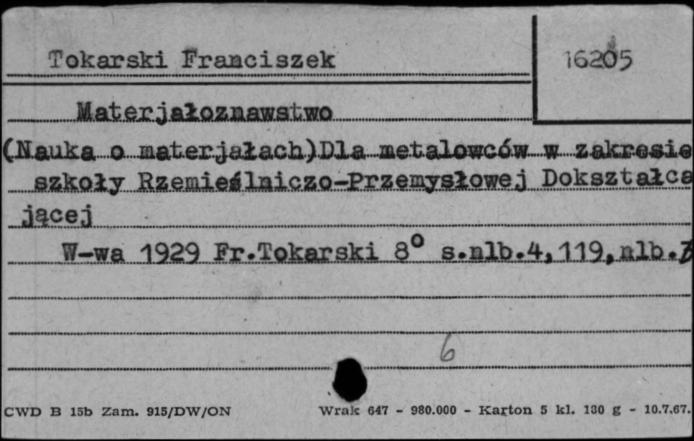 Tokarski Franciszek
16205
Materjałoznawstwo
(Nauka o materjałach)Dla metalowców w zakresie
szkoły Rzemieślniczo-Przemysłowej Dokształca
jącej
W-wa 1929 Fr.Tokarski 8° s.nlb.4,119,nlb.
6
CWD B 15b Zam. 915/DW/ON Wrak 647 - 980.000 - Karton 5 kl. 130 g - 10.7.67.